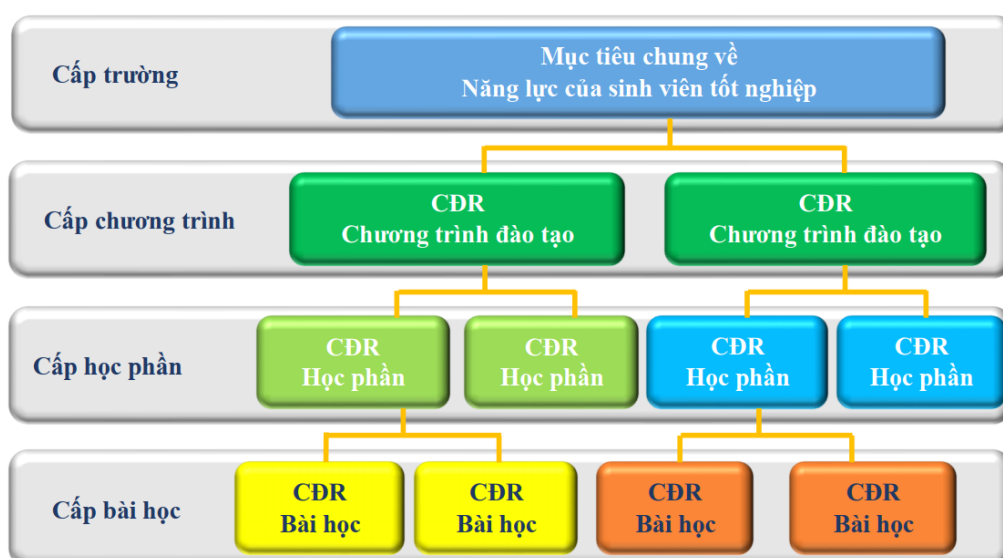 Cấp trường
Mục tiêu chung về
Năng lực của sinh viên tốt nghiệp
Cấp chương trình
CĐR
Chương trình đào tạo
CĐR
Chương trình đào tạo
Cấp học phần
CĐR
Học phần
CĐR
Học phần
CĐR
Học phần
CĐR
Học phần
Cấp bài học
CĐR
Bài học
CĐR
Bài học
CĐR
Bài học
CĐR
Bài học